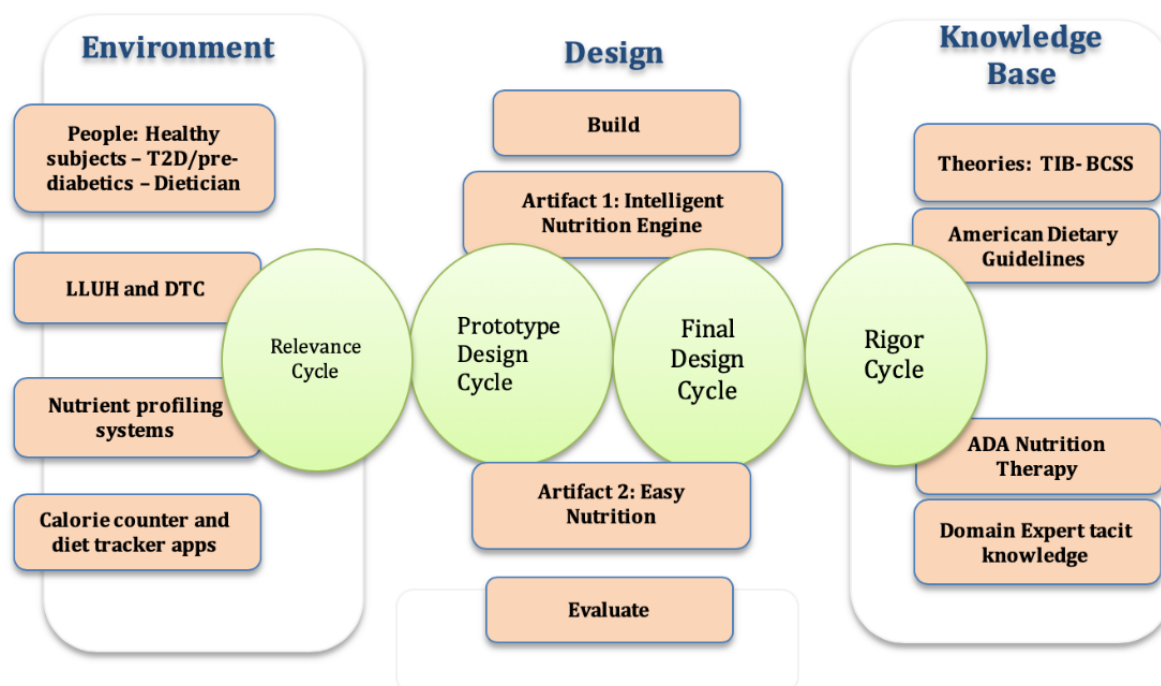 Environment
People: Healthy
subjects – T2D/pre-
diabetics – Dietician
LLUH and DTC
Nutrient profiling
systems
Calorie counter and
diet tracker apps
Relevance
Cycle
Design
Build
Artifact 1: Intelligent
Nutrition Engine
Prototype
Design
Cycle
Final
Design
Cycle
Artifact 2: Easy
Nutrition
Evaluate
Knowledge
Base
Theories: TIB- BCSS
American Dietary
Guidelines
Rigor
Cycle
ADA Nutrition
Therapy
Domain Expert tacit
knowledge